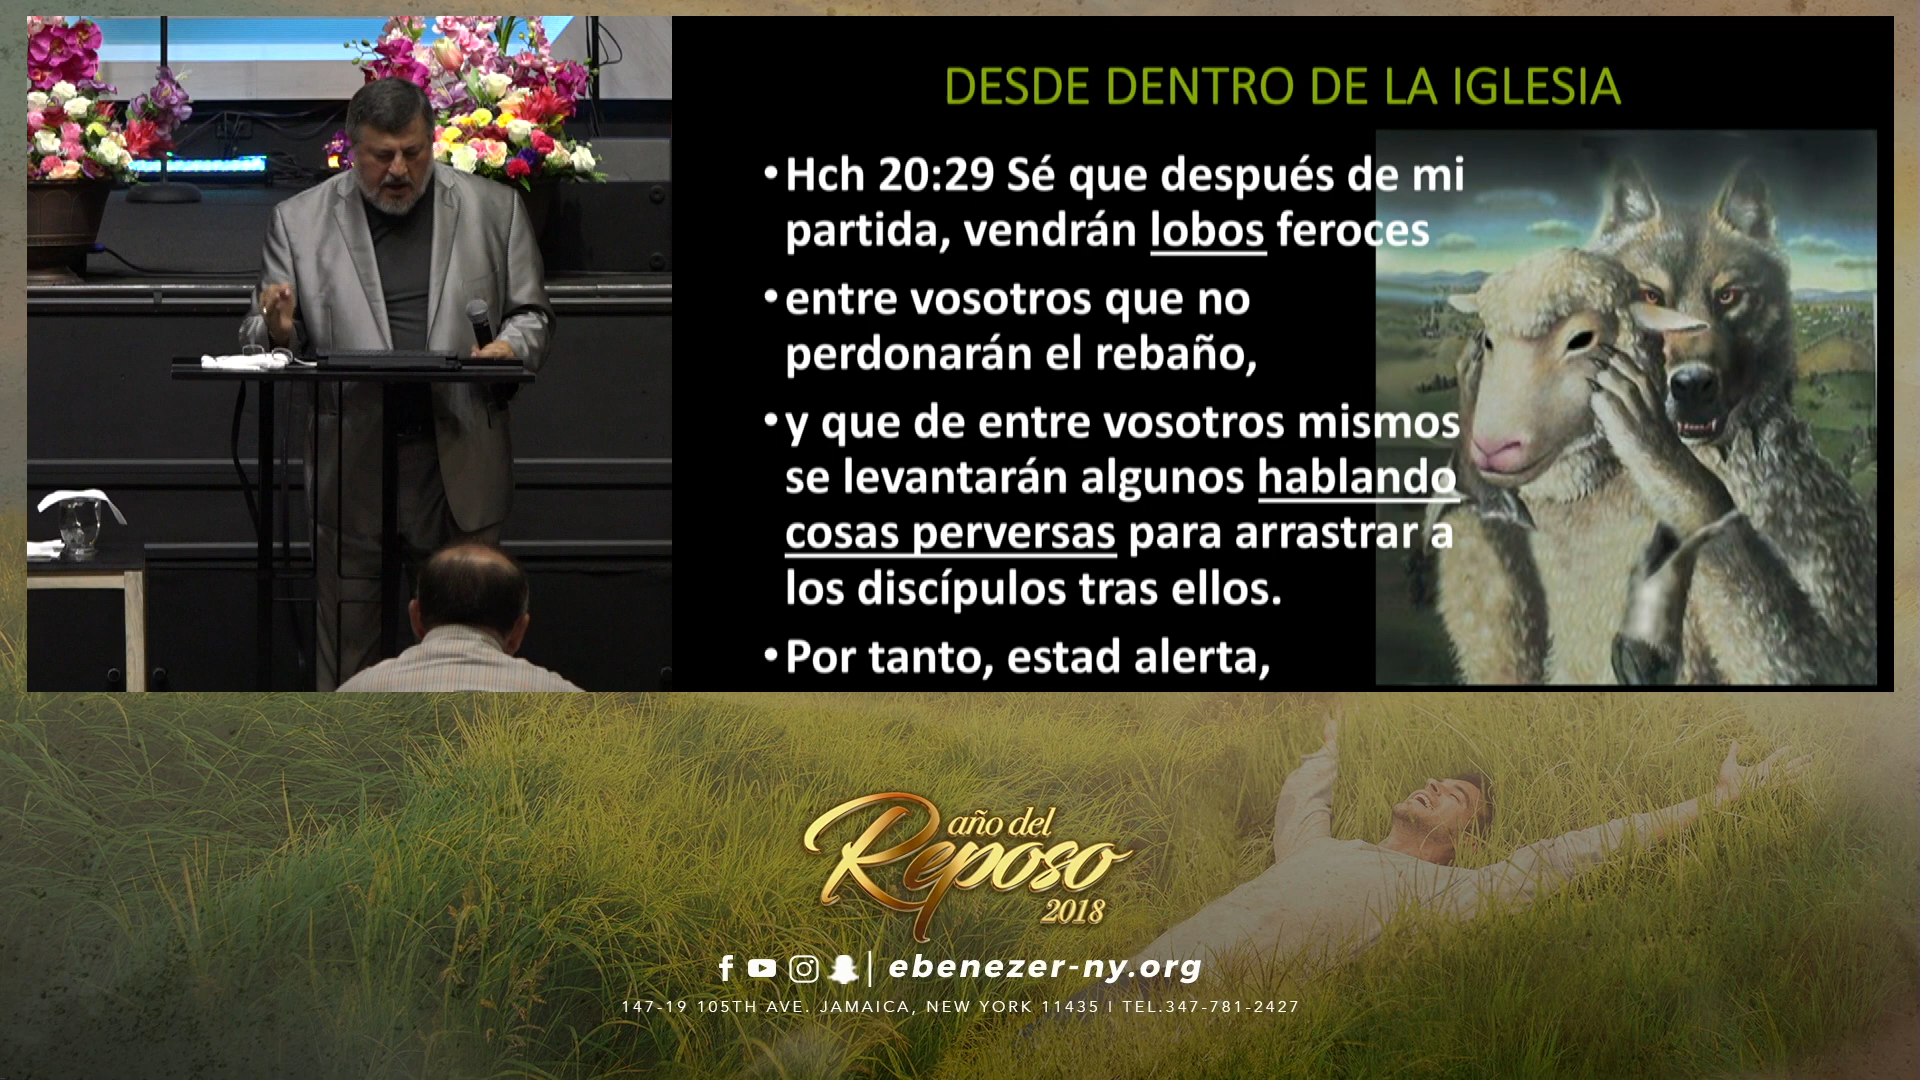 DESDE DENTRO DE LA IGLESIA
•Hch 20:29 Sé que después de mi
partida, vendrán lobos feroces
•entre vosotros que no
perdonarán el rebaño,
•y que de entre vosotros mismos
se levantarán algunos hablando
cosas perversas para arrastrar a
los discípulos tras ellos.
•Por tanto, estad alerta,
año del
Reposo
2018
| ebenezer-ny.org
147-19 105TH AVE. JAMAICA, NEW YORK 11435 | TEL.347-781-2427